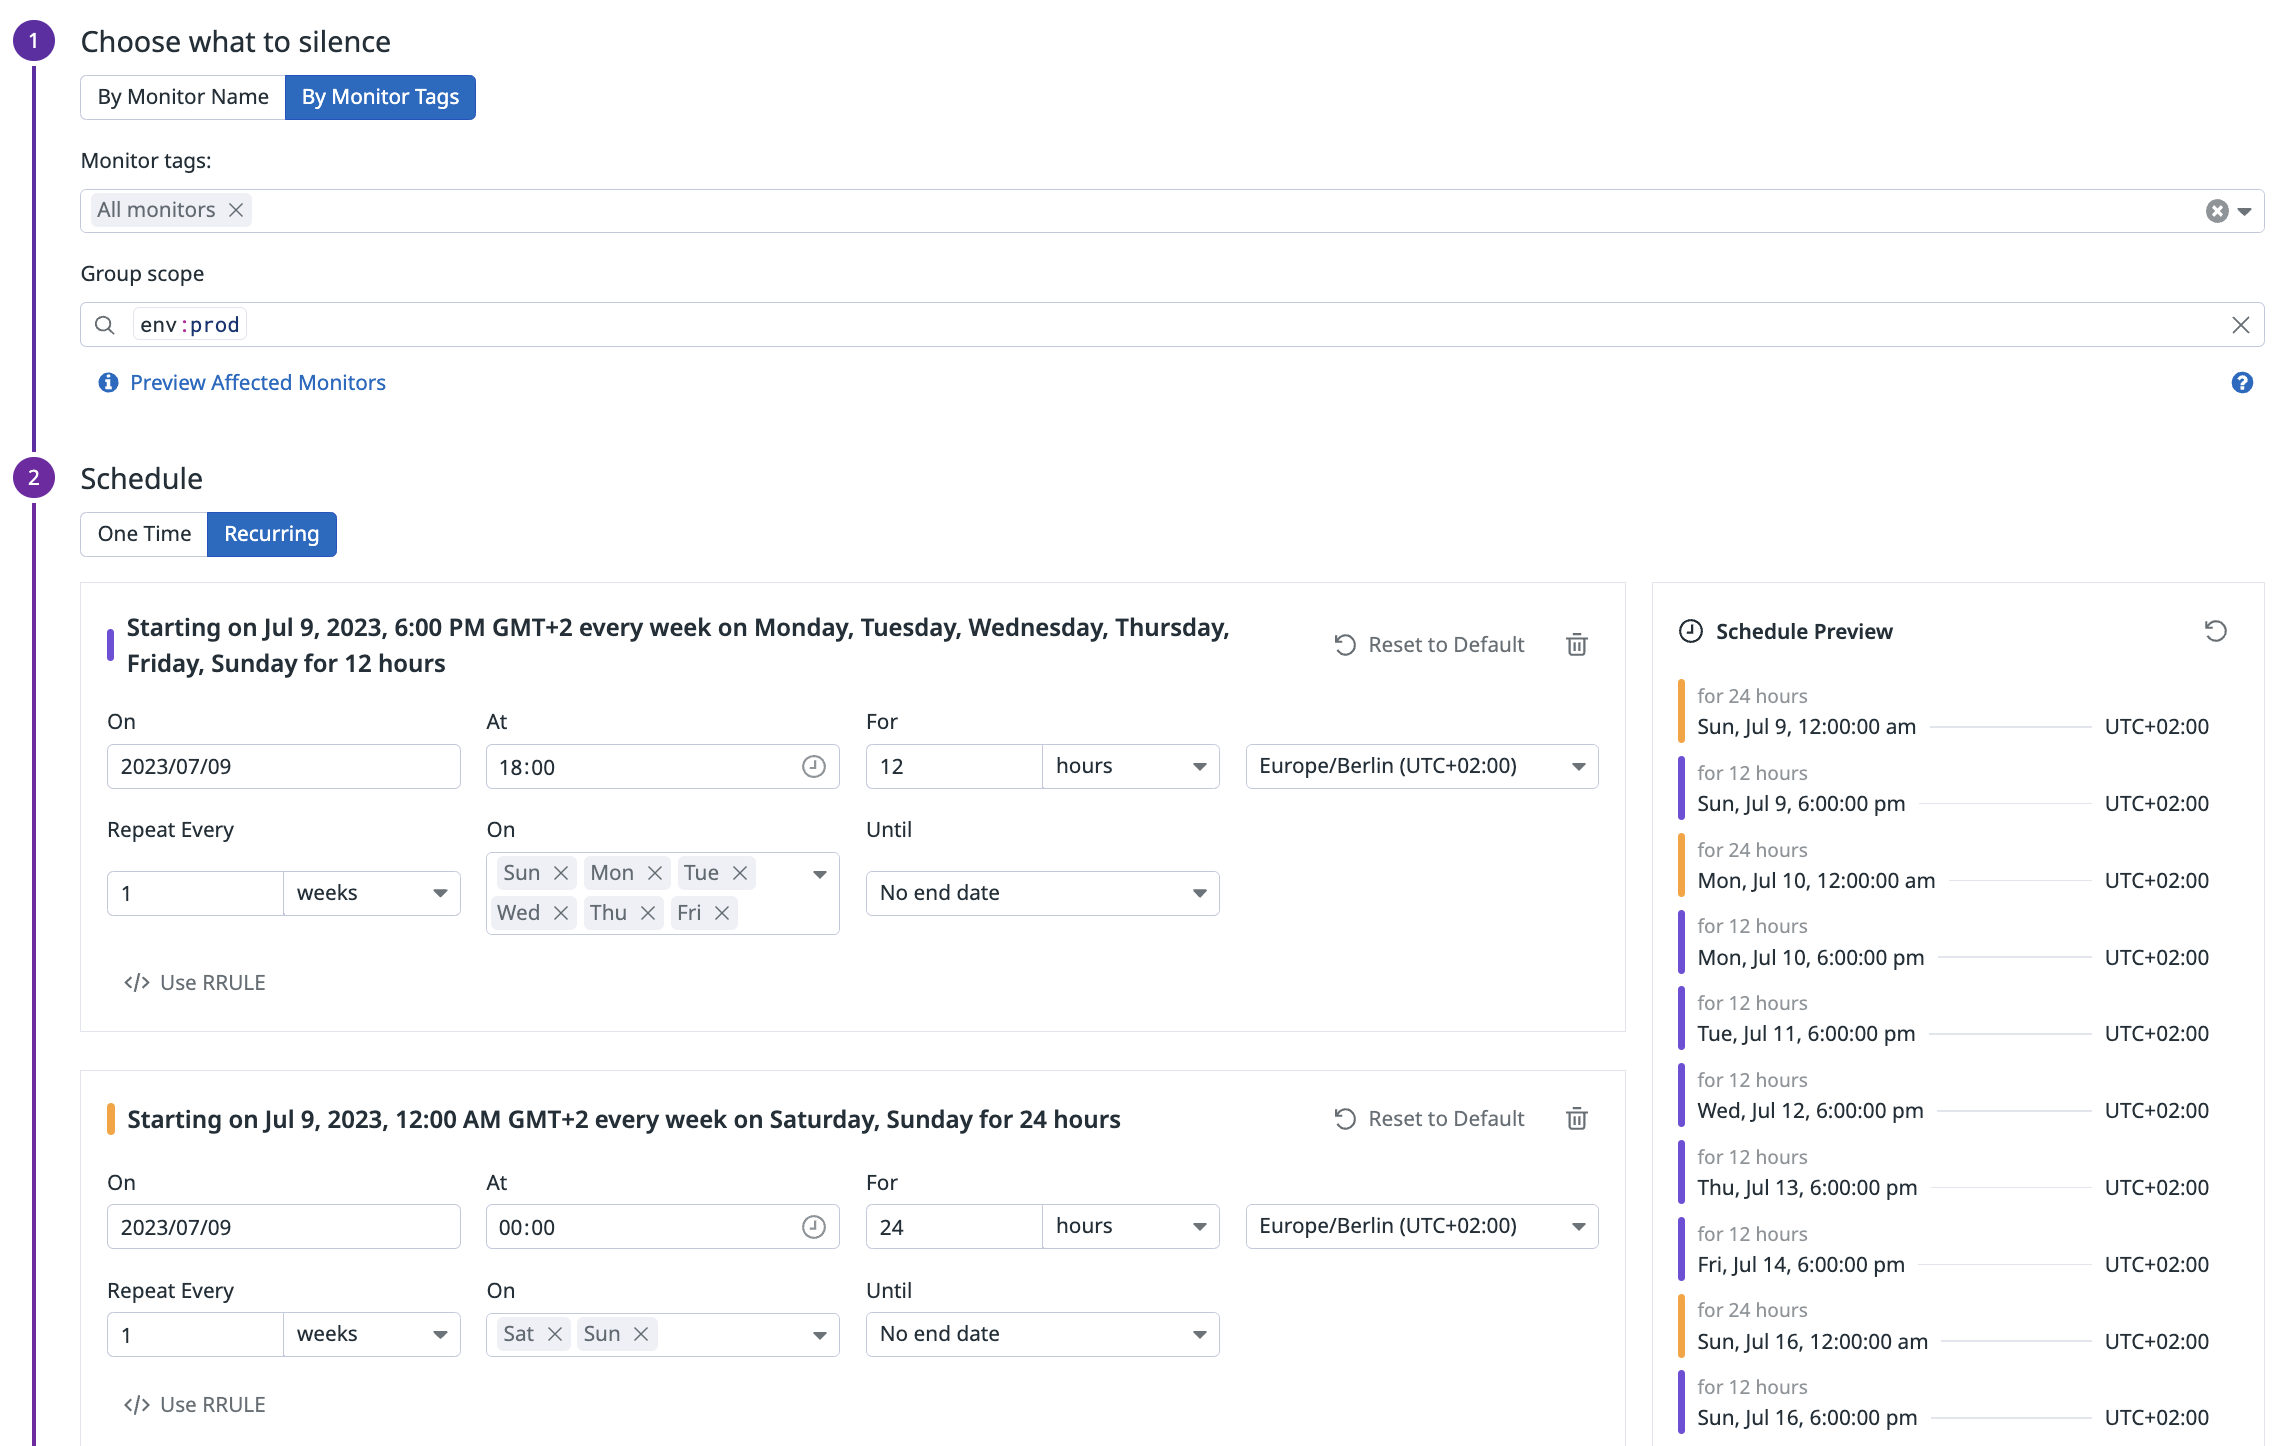 1
Choose what to silence
By Monitor Name
By Monitor Tags
Monitor tags:
All monitors
Group scope
env:prod
Preview Affected Monitors
2
Schedule
One Time
Recurring
Starting on Jul 9, 2023, 6:00 PM GMT+2 every week on Monday, Tuesday, Wednesday, Thursday,
Friday, Sunday for 12 hours
Reset to Default
On
At
For
2023/07/09
18:00
12
hours
Europe/Berlin (UTC+02:00)
Repeat Every
On
Until
1
weeks
Sun
Mon
Tue
Wed
Thu
Fri
No end date
</> Use RRULE
Starting on Jul 9, 2023, 12:00 AM GMT+2 every week on Saturday, Sunday for 24 hours
Reset to Default
On
At
For
2023/07/09
00:00
24
hours
Europe/Berlin (UTC+02:00)
Repeat Every
On
Until
1
weeks
Sat
Sun
No end date
</> Use RRULE
Schedule Preview
for 24 hours
Sun, Jul 9, 12:00:00 am UTC+02:00
for 12 hours
Sun, Jul 9, 6:00:00 pm UTC+02:00
for 24 hours
Mon, Jul 10, 12:00:00 am UTC+02:00
for 12 hours
Mon, Jul 10, 6:00:00 pm UTC+02:00
for 12 hours
Tue, Jul 11, 6:00:00 pm UTC+02:00
for 12 hours
Wed, Jul 12, 6:00:00 pm UTC+02:00
for 12 hours
Thu, Jul 13, 6:00:00 pm UTC+02:00
for 12 hours
Fri, Jul 14, 6:00:00 pm UTC+02:00
for 24 hours
Sun, Jul 16, 12:00:00 am UTC+02:00
for 12 hours
Sun, Jul 16, 6:00:00 pm UTC+02:00